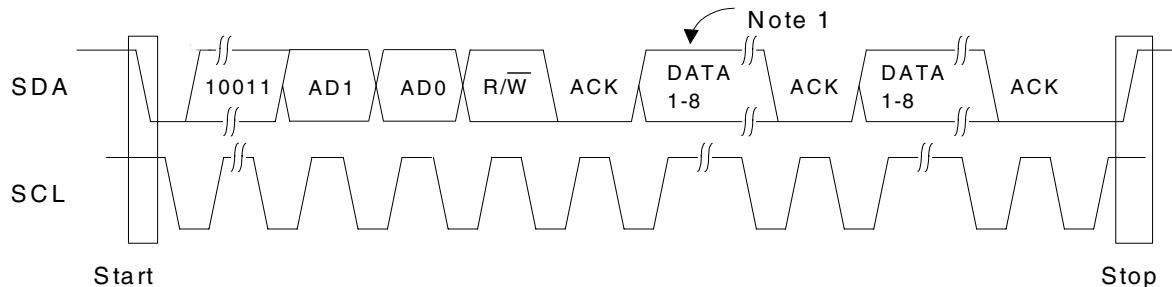 Note 1
SDA 10011 AD1 AD0 R/W̅ ACK DATA 1-8 ACK DATA 1-8 ACK
SCL
Start Stop